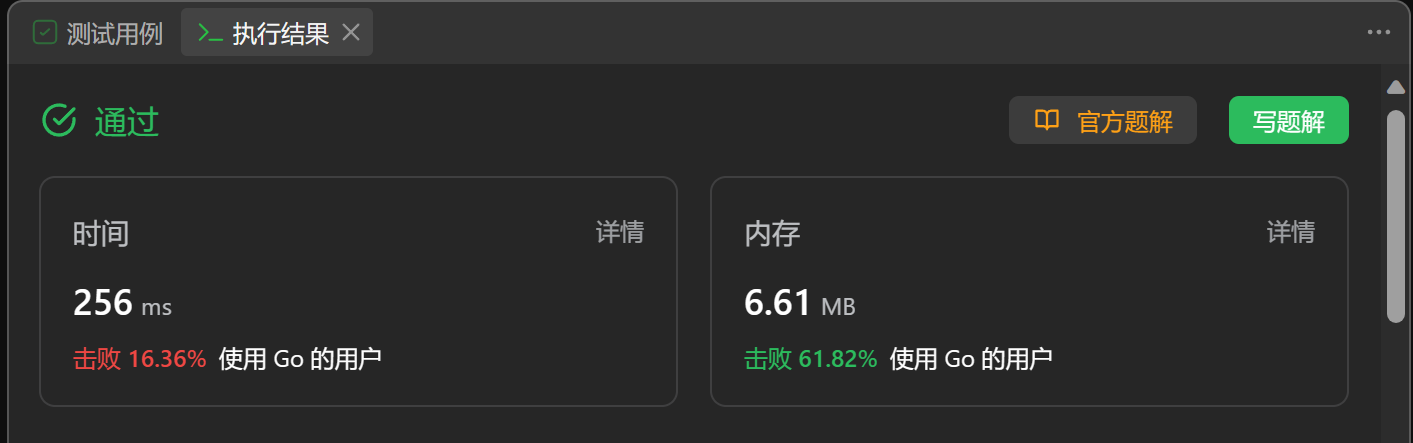 测试用例 执行结果
通过 官方题解 写题解
时间 详情
256 ms
击败 16.36% 使用 Go 的用户
内存 详情
6.61 MB
击败 61.82% 使用 Go 的用户